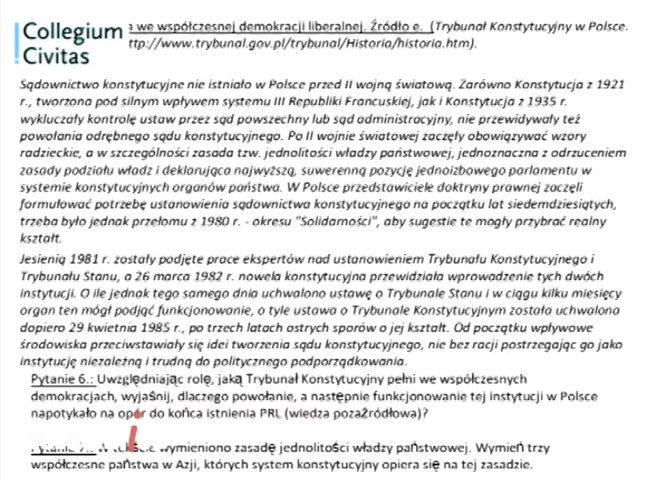 Collegium
Civitas
we współczesnej demokracji liberalnej. Źródło e. (Trybunał Konstytucyjny w Polsce.
ttp://www.trybunal.gov.pl/trybunal/Historia/historia.htm).
Sądownictwo konstytucyjne nie istniało w Polsce przed II wojną światową. Zarówno Konstytucja z 1921
r., tworzona pod silnym wpływem systemu III Republiki Francuskiej, jak i Konstytucja z 1935 r.
wykluczały kontrolę ustaw przez sąd powszechny lub sąd administracyjny, nie przewidywały też
powołania odrębnego sądu konstytucyjnego. Po II wojnie światowej zaczęły obowiązywać wzory
radzieckie, a w szczególności zasada tzw. jednolitości władzy państwowej, jednoznaczna z odrzuceniem
zasady podziału władz i deklarująca najwyższą, suwerenną pozycję jednoizbowego parlamentu w
systemie konstytucyjnych organów państwa. W Polsce przedstawiciele doktryny prawnej zaczęli
formułować potrzebę ustanowienia sądownictwa konstytucyjnego na początku lat siedemdziesiątych,
trzeba było jednak przełomu z 1980 r. - okresu "Solidarności", aby sugestie te mogły przybrać realny
kształt.
Jesienią 1981 r. zostały podjęte prace ekspertów nad ustanowieniem Trybunału Konstytucyjnego i
Trybunału Stanu, a 26 marca 1982 r. nowela konstytucyjna przewidziała wprowadzenie tych dwóch
instytucji. O ile jednak tego samego dnia uchwalono ustawę o Trybunale Stanu i w ciągu kilku miesięcy
organ ten mógł podjąć funkcjonowanie, o tyle ustawa o Trybunale Konstytucyjnym została uchwalona
dopiero 29 kwietnia 1985 r., po trzech latach ostrych sporów o jej kształt. Od początku wpływowe
środowiska przeciwstawiały się idei tworzenia sądu konstytucyjnego, nie bez racji postrzegając go jako
instytucję niezależną i trudną do politycznego podporządkowania.
Pytanie 6.: Uwzględniając rolę, jaką Trybunał Konstytucyjny pełni we współczesnych
demokracjach, wyjaśnij, dlaczego powołanie, a następnie funkcjonowanie tej instytucji w Polsce
napotykało na opór do końca istnienia PRL (wiedza pozaźródłowa)?
wymieniono zasadę jednolitości władzy państwowej. Wymień trzy
współczesne państwa w Azji, których system konstytucyjny opiera się na tej zasadzie.